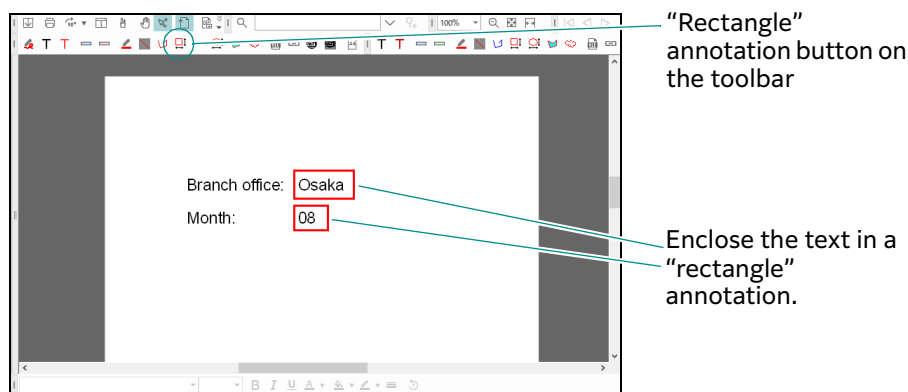 100%
T T T T
“Rectangle”
annotation button on
the toolbar
Branch office: Osaka
Month: 08
Enclose the text in a
“rectangle”
annotation.
B I U A